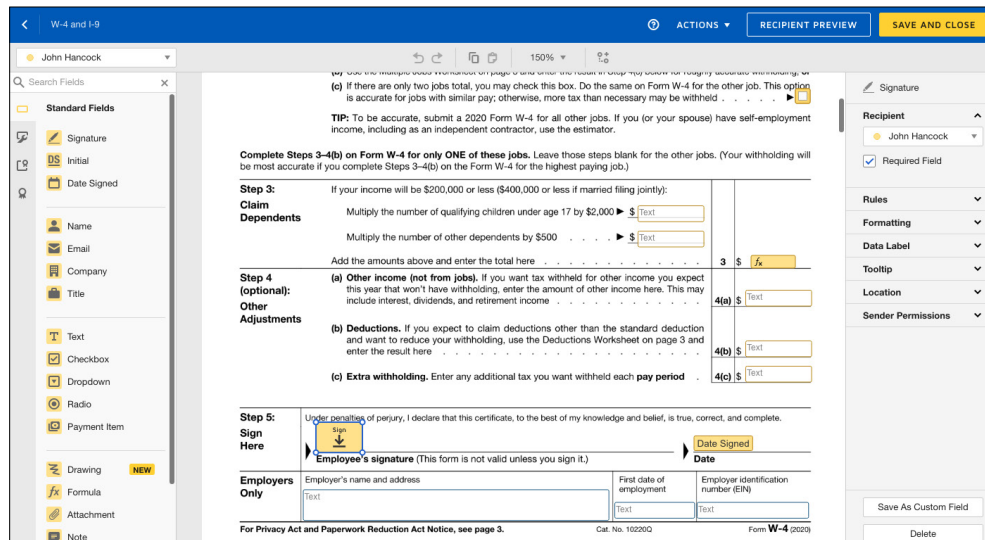 W-4 and I-9
ACTIONS
RECIPIENT PREVIEW
SAVE AND CLOSE
John Hancock
150%
Search Fields
Standard Fields
Signature
DS Initial
Date Signed
Name
Email
Company
Title
T Text
Checkbox
Dropdown
Radio
Payment Item
Drawing NEW
fx Formula
Attachment
Note
(c) If there are only two jobs total, you may check this box. Do the same on Form W-4 for the other job. This option
is accurate for jobs with similar pay; otherwise, more tax than necessary may be withheld . . . . . ▶
TIP: To be accurate, submit a 2020 Form W-4 for all other jobs. If you (or your spouse) have self-employment
income, including as an independent contractor, use the estimator.
Complete Steps 3–4(b) on Form W-4 for only ONE of these jobs. Leave those steps blank for the other jobs. (Your withholding will
be most accurate if you complete Steps 3–4(b) on the Form W-4 for the highest paying job.)
Step 3:
Claim
Dependents
If your income will be $200,000 or less ($400,000 or less if married filing jointly):
Multiply the number of qualifying children under age 17 by $2,000 ▶ $ Text
Multiply the number of other dependents by $500 . . . . ▶ $ Text
Add the amounts above and enter the total here . . . . . . . . . . . . . 3 $ fx
Step 4
(optional):
Other
Adjustments
(a) Other income (not from jobs). If you want tax withheld for other income you expect
this year that won't have withholding, enter the amount of other income here. This may
include interest, dividends, and retirement income . . . . . . . . . . . . 4(a) $ Text
(b) Deductions. If you expect to claim deductions other than the standard deduction
and want to reduce your withholding, use the Deductions Worksheet on page 3 and
enter the result here . . . . . . . . . . . . . . . . . . . . . 4(b) $ Text
(c) Extra withholding. Enter any additional tax you want withheld each pay period . 4(c) $ Text
Step 5:
Sign
Here
Under penalties of perjury, I declare that this certificate, to the best of my knowledge and belief, is true, correct, and complete.
Sign
Date Signed
Employee's signature (This form is not valid unless you sign it.)
Date
Employers
Only
Employer's name and address
Text
First date of
employment
Text
Employer identification
number (EIN)
Text
For Privacy Act and Paperwork Reduction Act Notice, see page 3.
Cat. No. 10220Q
Form W-4 (2020)
Signature
Recipient
John Hancock
Required Field
Rules
Formatting
Data Label
Tooltip
Location
Sender Permissions
Save As Custom Field
Delete